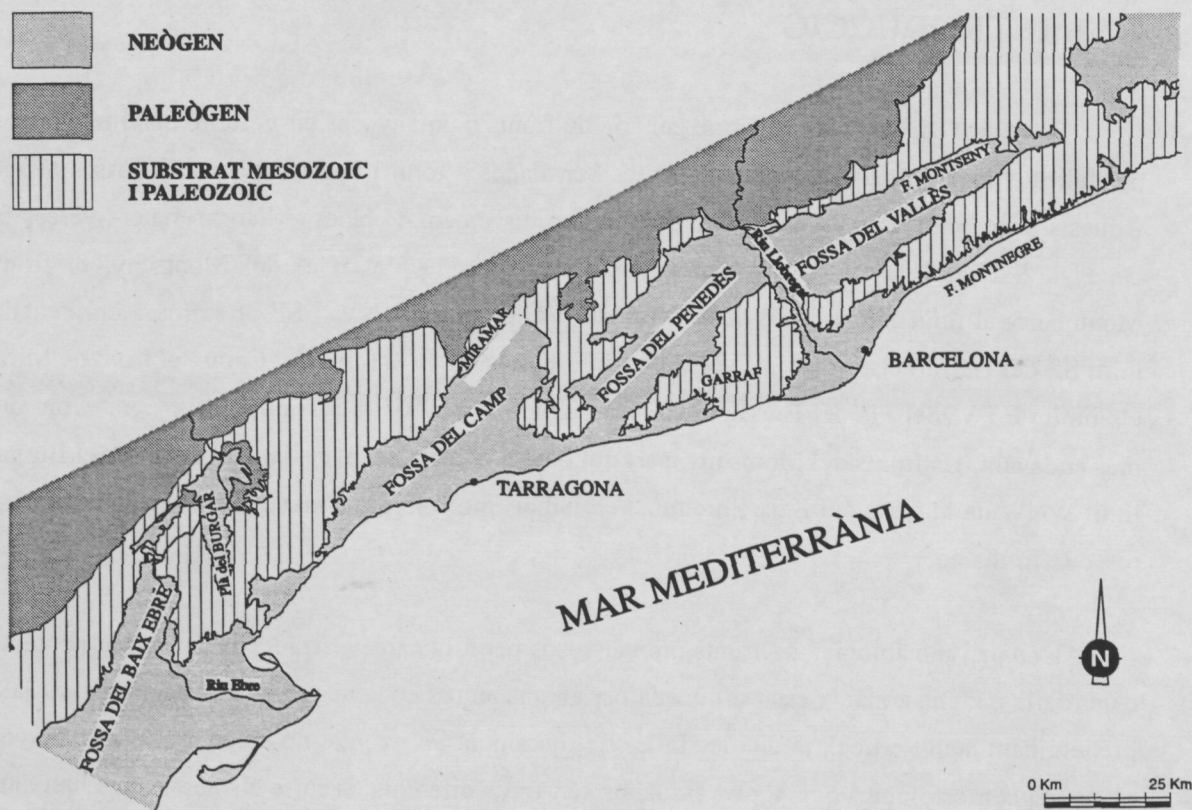 NEÒGEN
PALEÒGEN
SUBSTRAT MESOZOIC
I PALEOZOIC
F. MONTSENY
FOSSA DEL VALLÈS
Riu Llobregat
F. MONTNEGRE
MIRAMAR
FOSSA DEL PENEDÈS
BARCELONA
GARRAF
FOSSA DEL CAMP
TARRAGONA
Pla del BURGAR
MAR MEDITERRÀNIA
FOSSA DEL BAIX EBRE
Riu Ebre
N
0 Km 25 Km